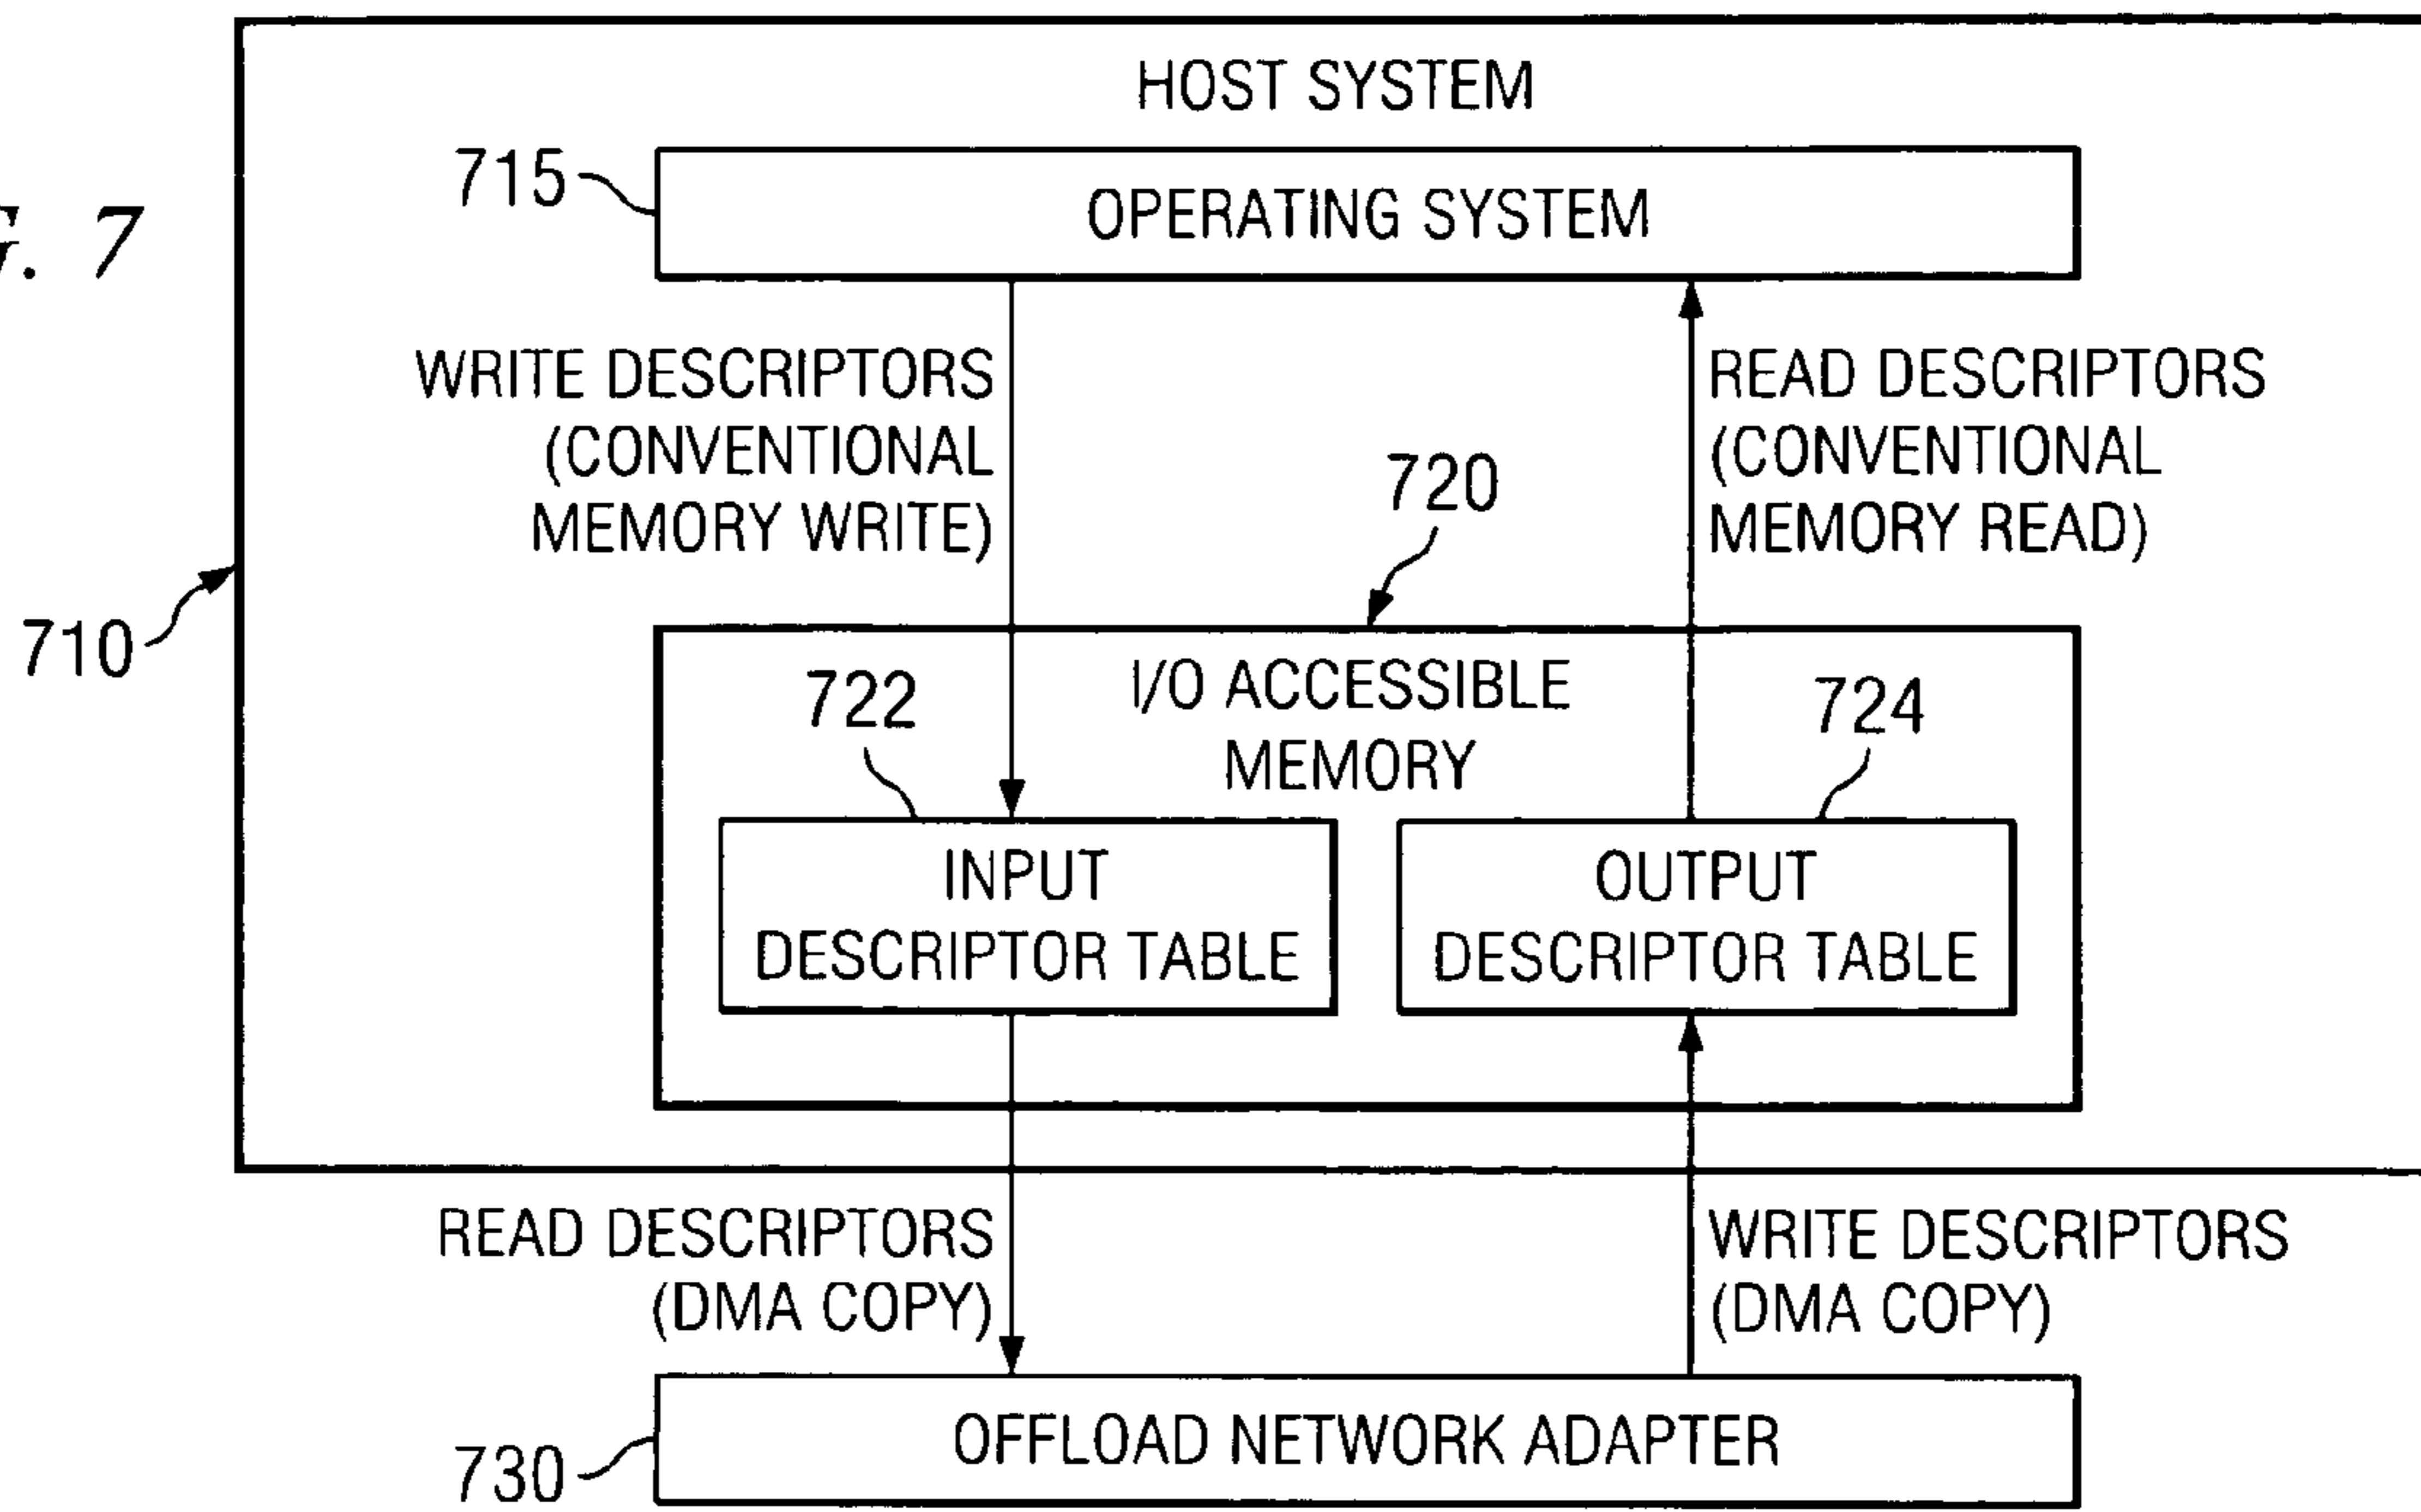 HOST SYSTEM
715
OPERATING SYSTEM
G. 7
WRITE DESCRIPTORS
(CONVENTIONAL
MEMORY WRITE)
READ DESCRIPTORS
(CONVENTIONAL
MEMORY READ)
720
710
I/O ACCESSIBLE
MEMORY
722
724
INPUT
DESCRIPTOR TABLE
OUTPUT
DESCRIPTOR TABLE
READ DESCRIPTORS
(DMA COPY)
WRITE DESCRIPTORS
(DMA COPY)
OFFLOAD NETWORK ADAPTER
730